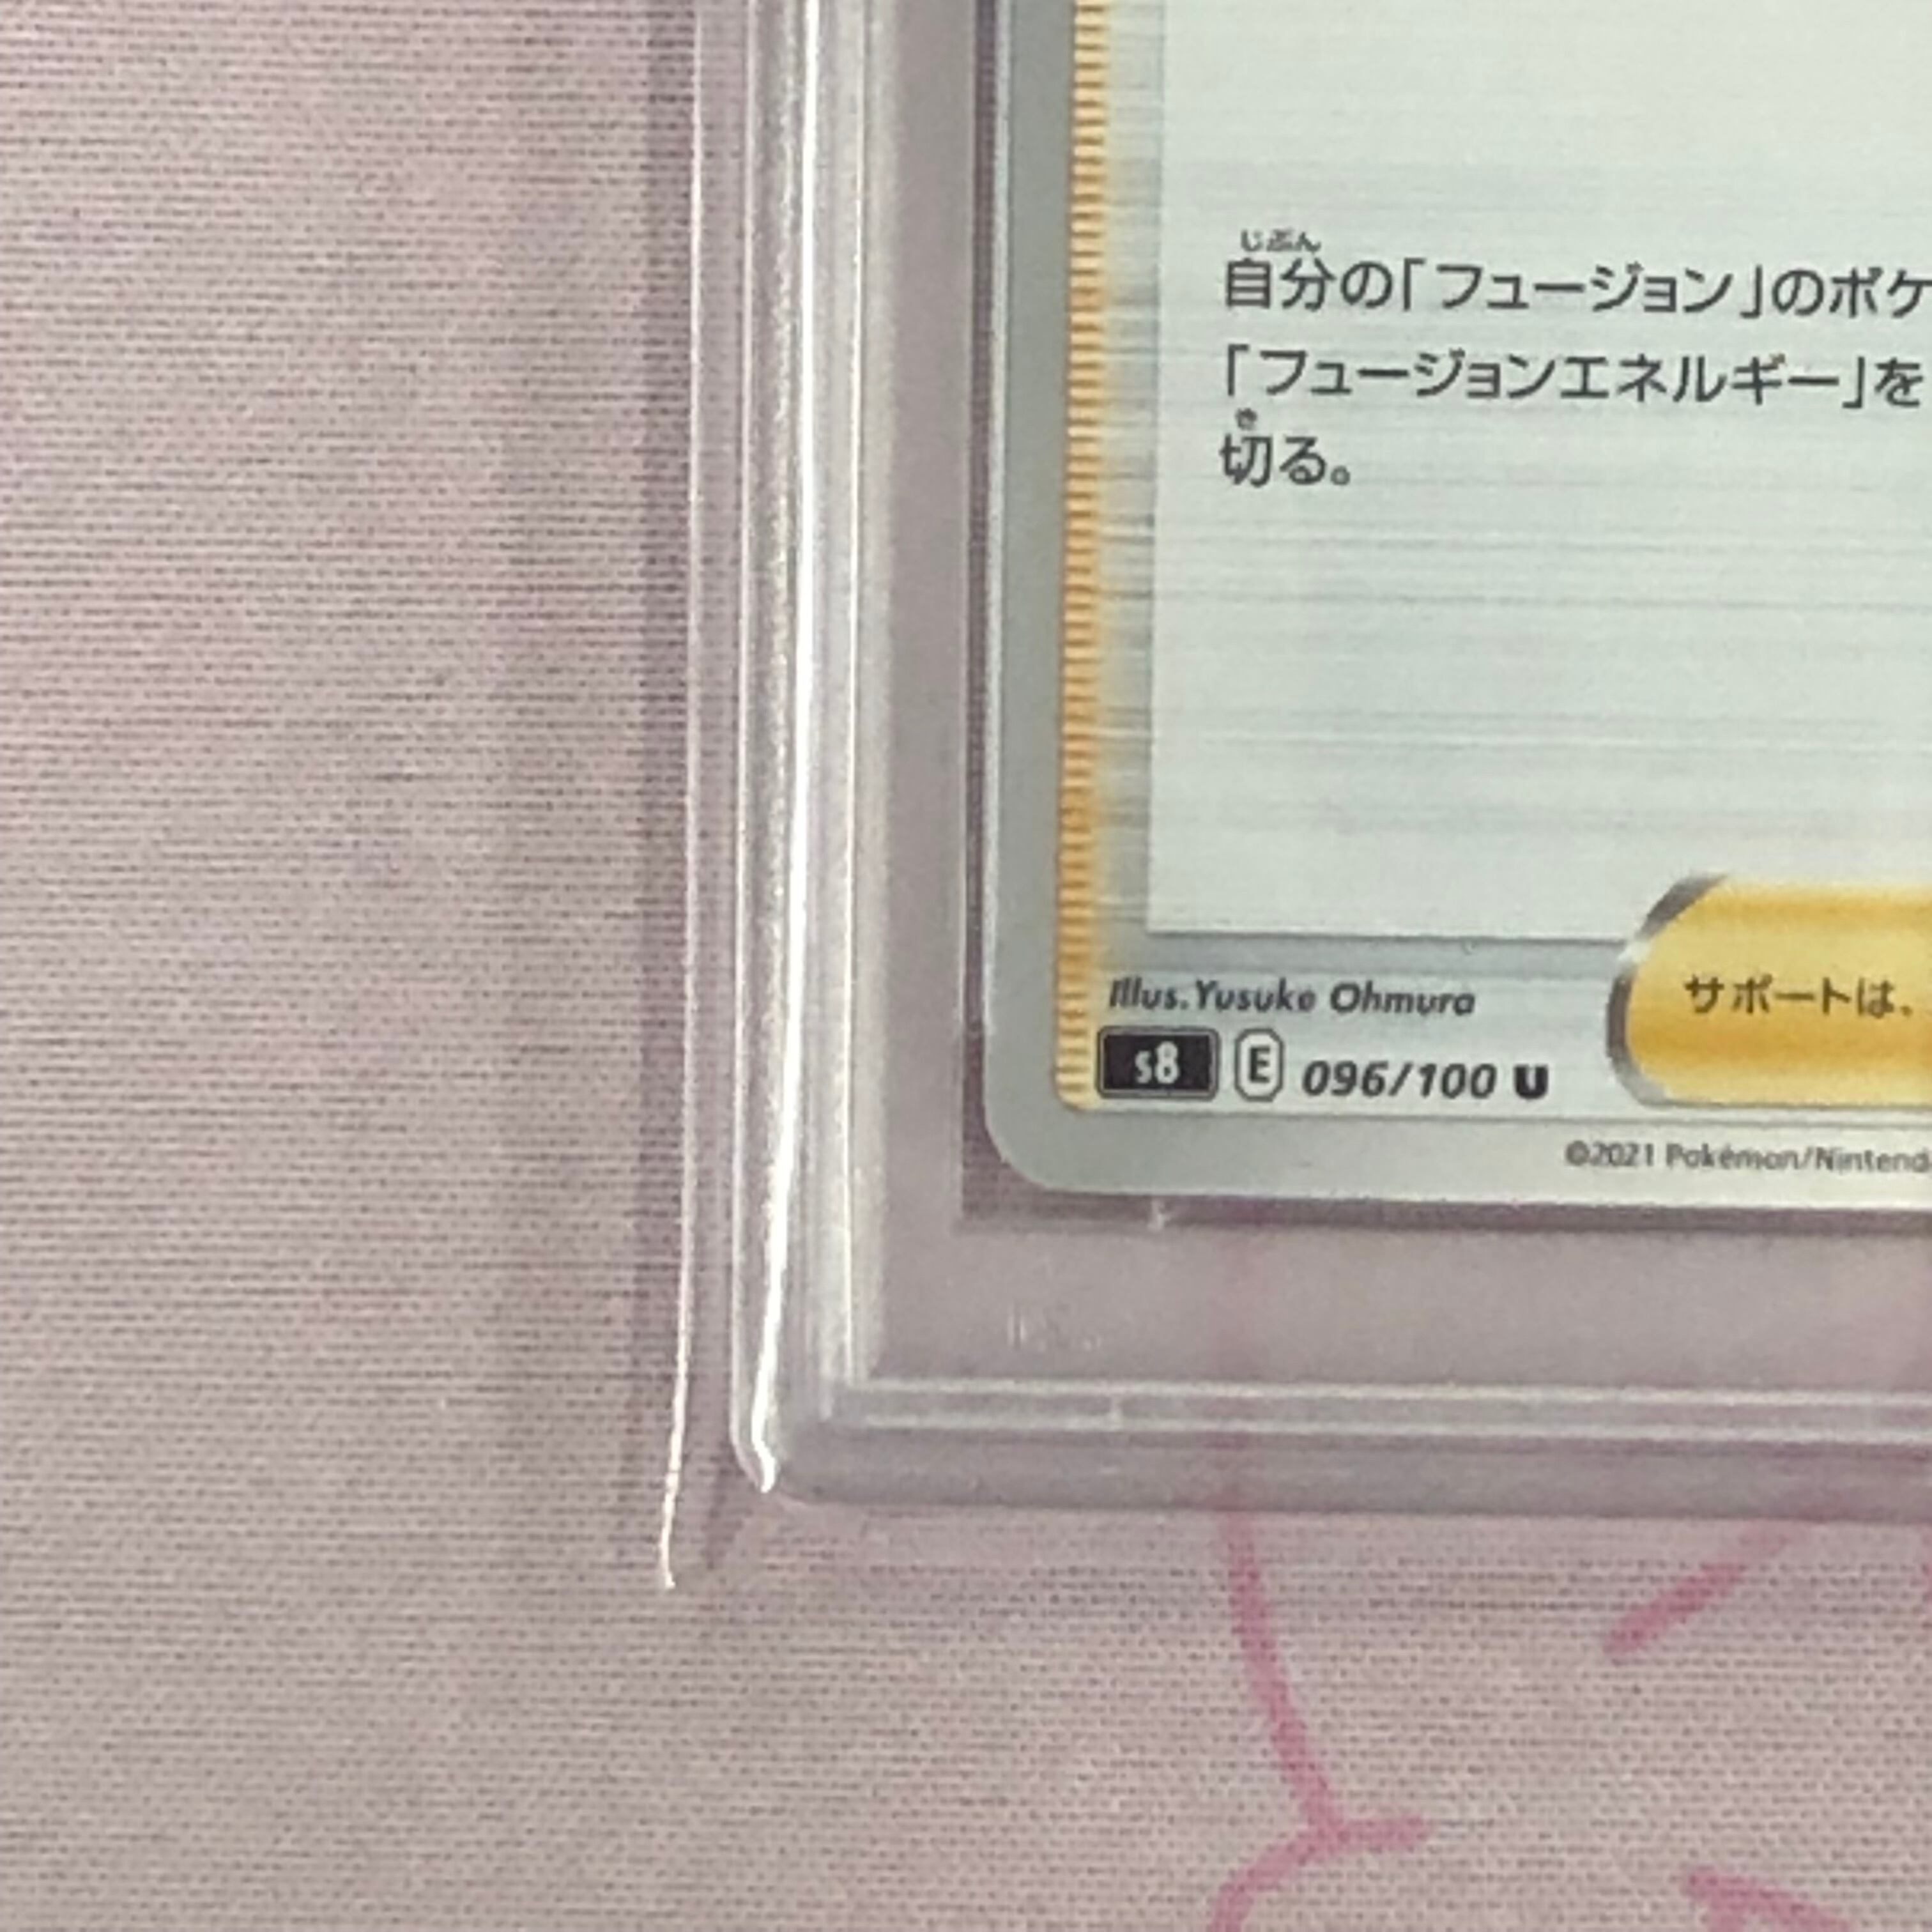 じぶん
自分の「フュージョン」のポケ
「フュージョンエネルギー」を
き
切る。
サポートは、
Illus.Yusuke Ohmura
s8 E 096/100 U
©2021 Pokémon/Nintend